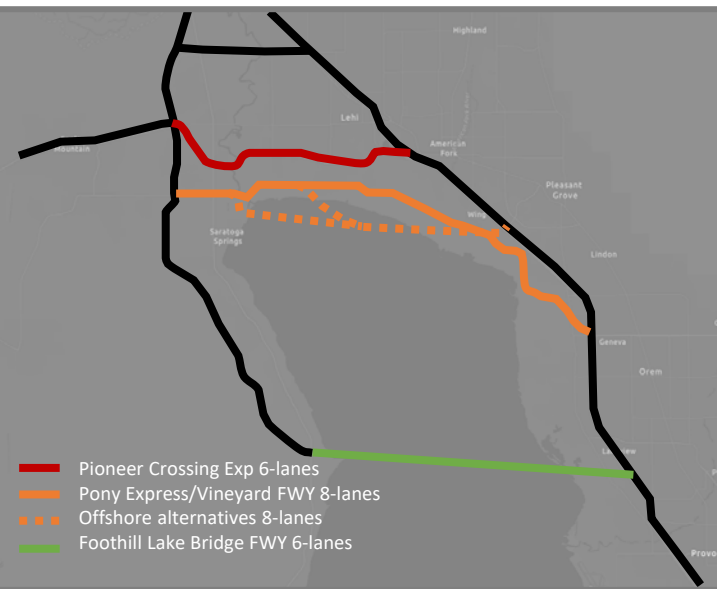 Highland
Lehi
American
Fork
Mountain
Pleasant
Grove
Saratoga
Springs
Lindon
Geneva
Orem
Pioneer Crossing Exp 6-lanes
Pony Express/Vineyard FWY 8-lanes
Offshore alternatives 8-lanes
Foothill Lake Bridge FWY 6-lanes
Provo